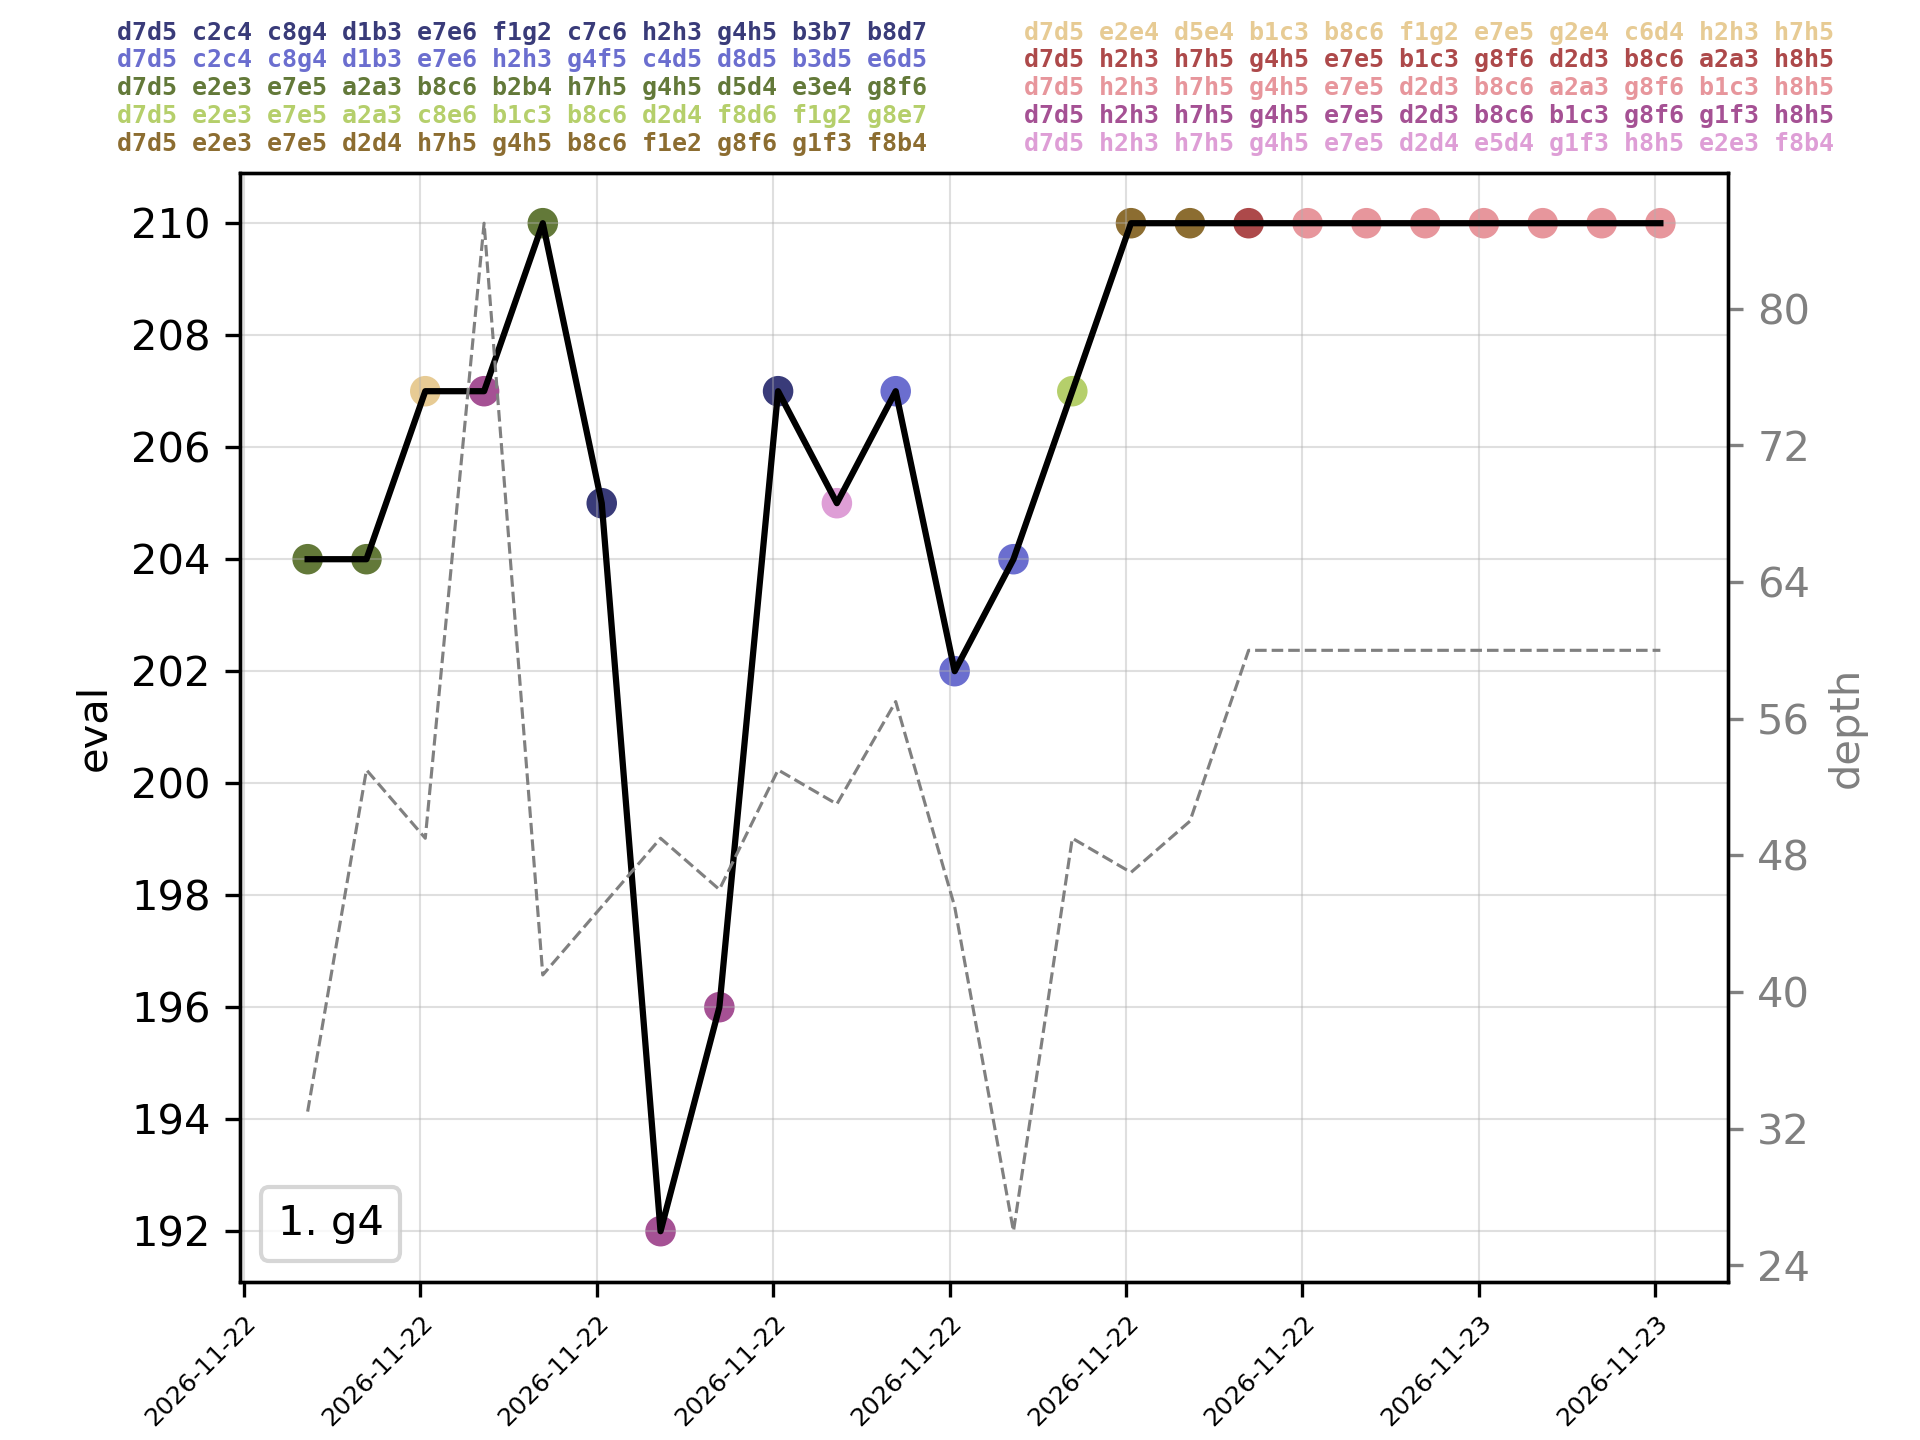 d7d5 c2c4 c8g4 d1b3 e7e6 f1g2 c7c6 h2h3 g4h5 b3b7 b8d7
d7d5 c2c4 c8g4 d1b3 e7e6 h2h3 g4f5 c4d5 d8d5 b3d5 e6d5
d7d5 e2e3 e7e5 a2a3 b8c6 b2b4 h7h5 g4h5 d5d4 e3e4 g8f6
d7d5 e2e3 e7e5 a2a3 c8e6 b1c3 b8c6 d2d4 f8d6 f1g2 g8e7
d7d5 e2e3 e7e5 d2d4 h7h5 g4h5 b8c6 f1e2 g8f6 g1f3 f8b4
d7d5 e2e4 d5e4 b1c3 b8c6 f1g2 e7e5 g2e4 c6d4 h2h3 h7h5
d7d5 h2h3 h7h5 g4h5 e7e5 b1c3 g8f6 d2d3 b8c6 a2a3 h8h5
d7d5 h2h3 h7h5 g4h5 e7e5 d2d3 b8c6 a2a3 g8f6 b1c3 h8h5
d7d5 h2h3 h7h5 g4h5 e7e5 d2d3 b8c6 b1c3 g8f6 g1f3 h8h5
d7d5 h2h3 h7h5 g4h5 e7e5 d2d4 e5d4 g1f3 h8h5 e2e3 f8b4
eval
210
208
206
204
202
200
198
196
194
192
1. g4
depth
80
72
64
56
48
40
32
24
2026-11-22
2026-11-22
2026-11-22
2026-11-22
2026-11-22
2026-11-22
2026-11-22
2026-11-23
2026-11-23